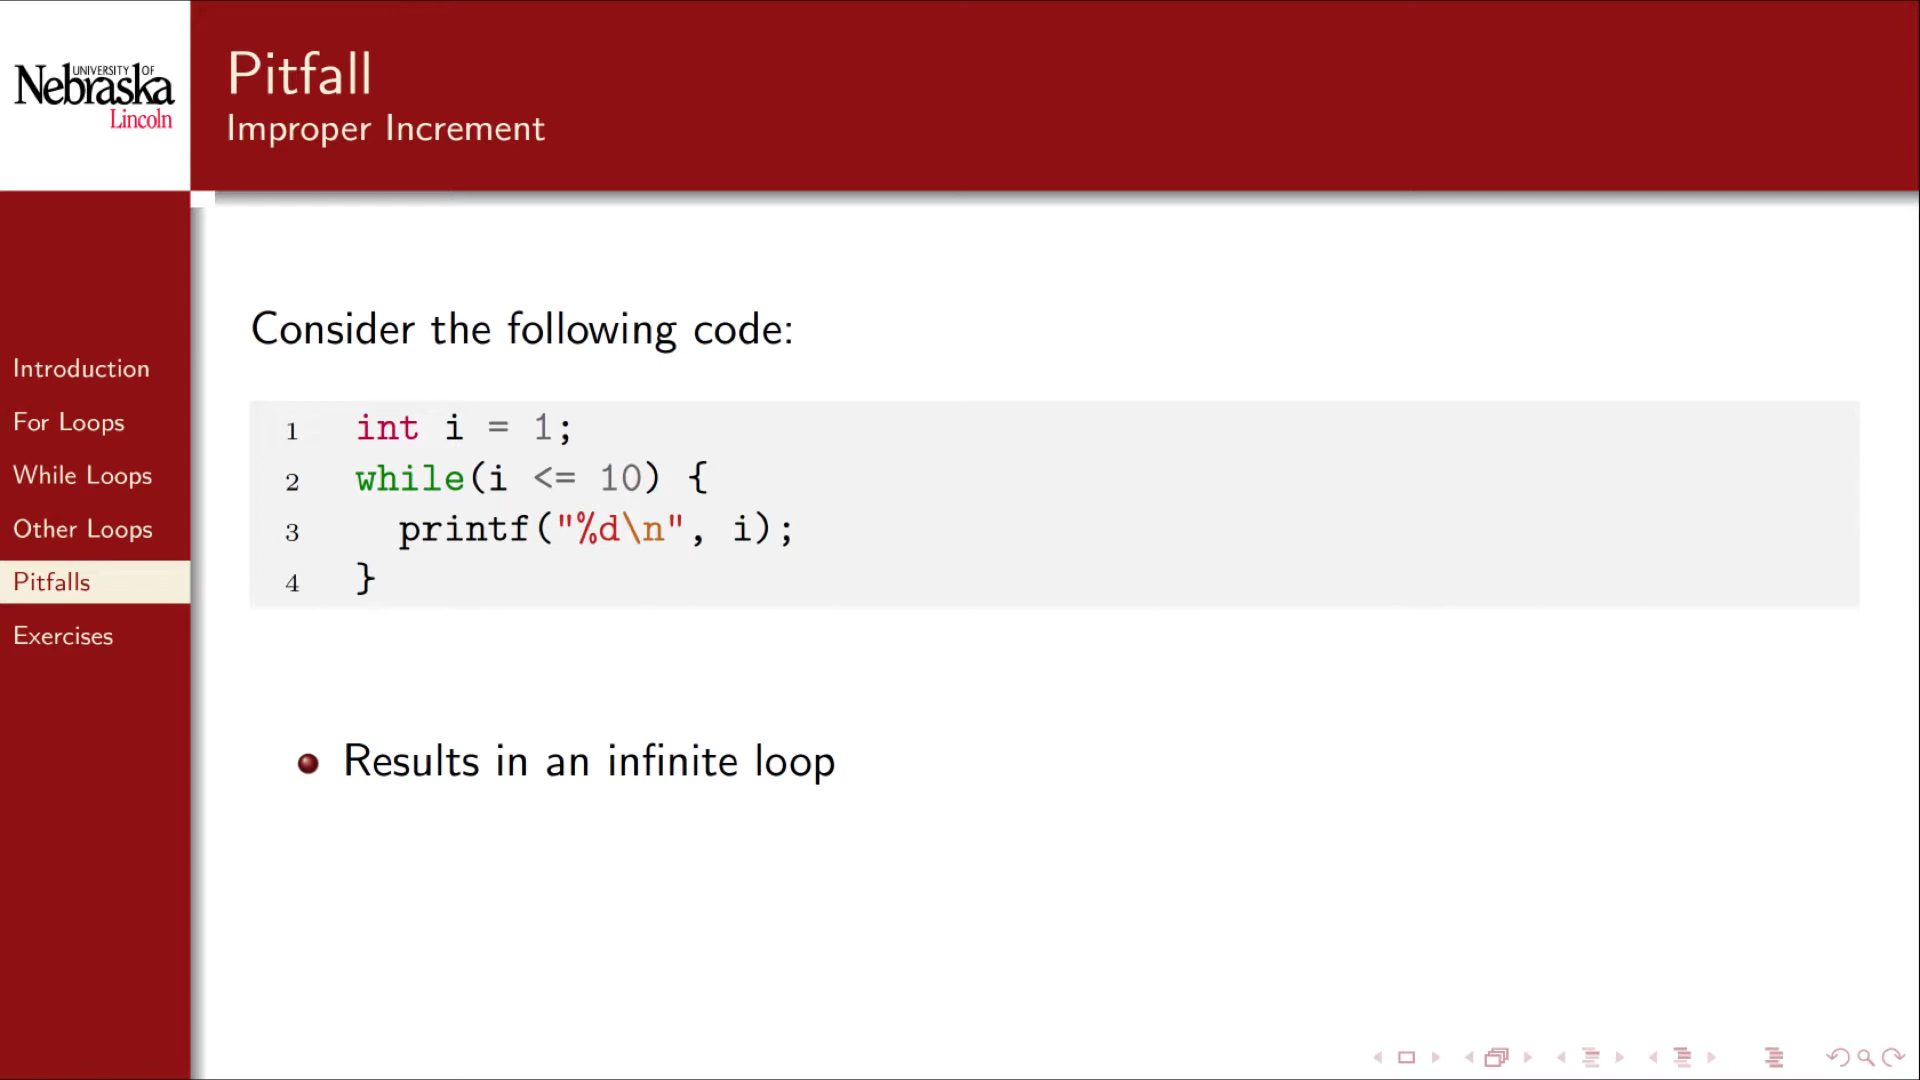 UNIVERSITY OF
Nebraska
Lincoln
Pitfall
Improper Increment
Introduction
For Loops
While Loops
Other Loops
Pitfalls
Exercises
Consider the following code:
1 int i = 1;
2 while(i <= 10) {
3   printf("%d\n", i);
4 }
Results in an infinite loop